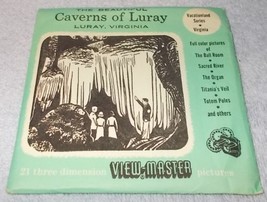 THE BEAUTIFUL
Caverns of Luray
LURAY, VIRGINIA
Vacationland
Series
Virginia
Full color pictures
of
The Ball Room
Sacred River
The Organ
Titania's Veil
Totem Poles
and others
21 three dimension VIEW-MASTER pictures